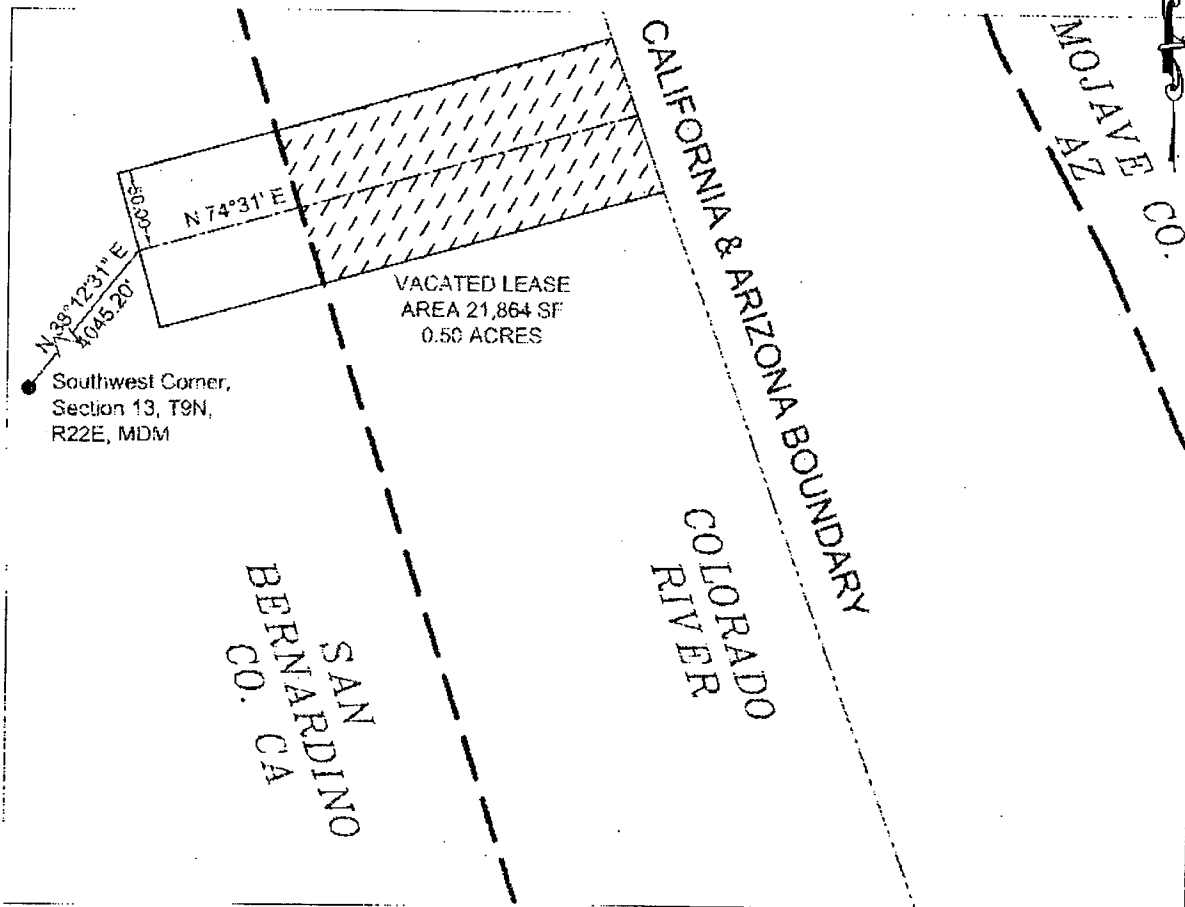 CALIFORNIA & ARIZONA BOUNDARY
MOJAVE CO.
AZ
50.00
N 74°31' E
N 38°12'31" E
4045.20'
VACATED LEASE
AREA 21,864 SF
0.50 ACRES
Southwest Corner,
Section 13, T9N,
R22E, MDM
COLORADO
RIVER
SAN
BERNARDINO
CO. CA